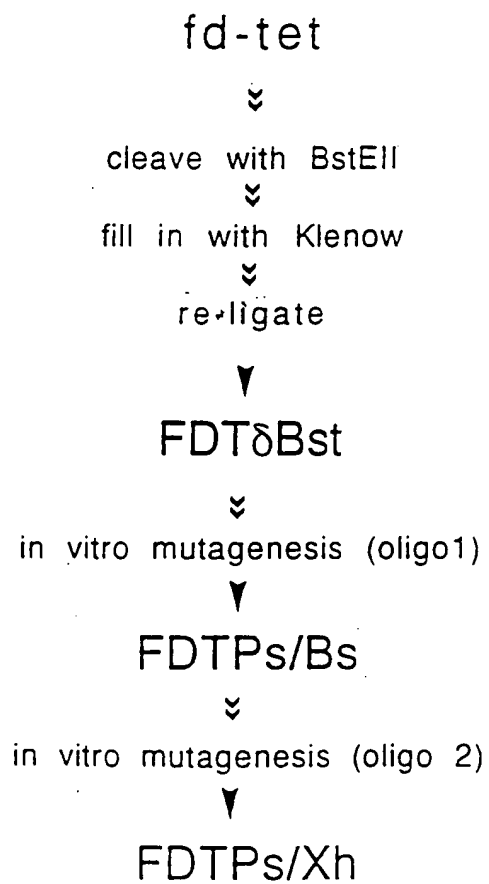 fd-tet
cleave with BstEII
fill in with Klenow
re-ligate
FDTδBst
in vitro mutagenesis (oligo1)
FDTPs/Bs
in vitro mutagenesis (oligo 2)
FDTPs/Xh